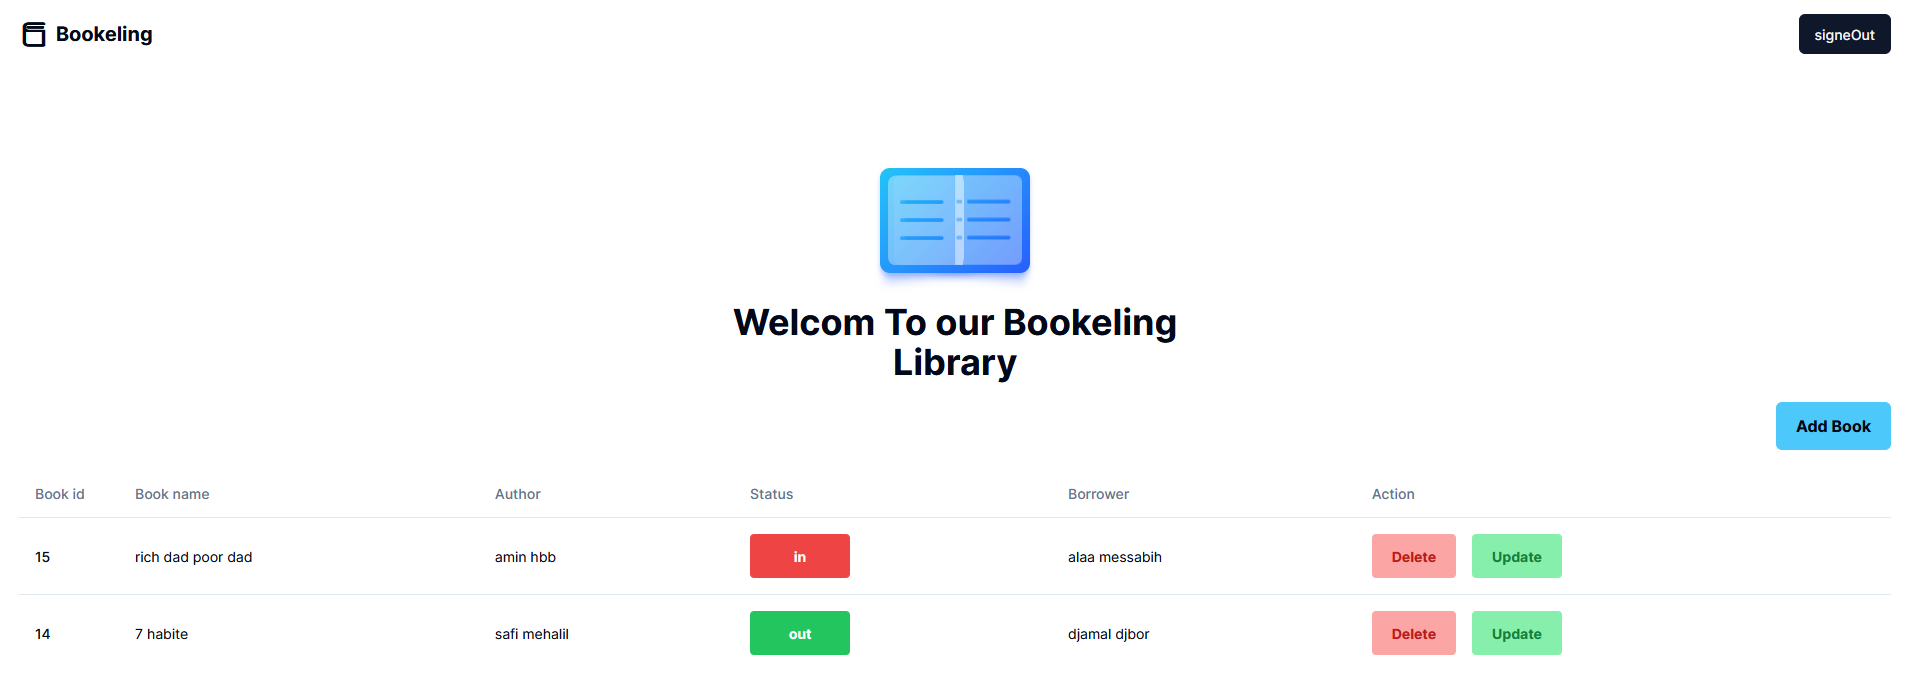 Bookeling
signeOut
Welcom To our Bookeling
Library
Add Book
Book id Book name Author Status Borrower Action
15 rich dad poor dad amin hbb in alaa messabih Delete Update
14 7 habite safi mehalil out djamal djbor Delete Update